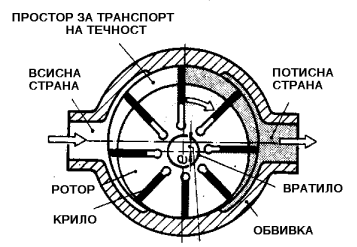 ПРОСТОР ЗА ТРАНСПОРТ
НА ТЕЧНОСТ
ВСИСНА
СТРАНА
ПОТИСНА
СТРАНА
e
РОТОР
КРИЛО
ВРАТИЛО
ОБВИВКА